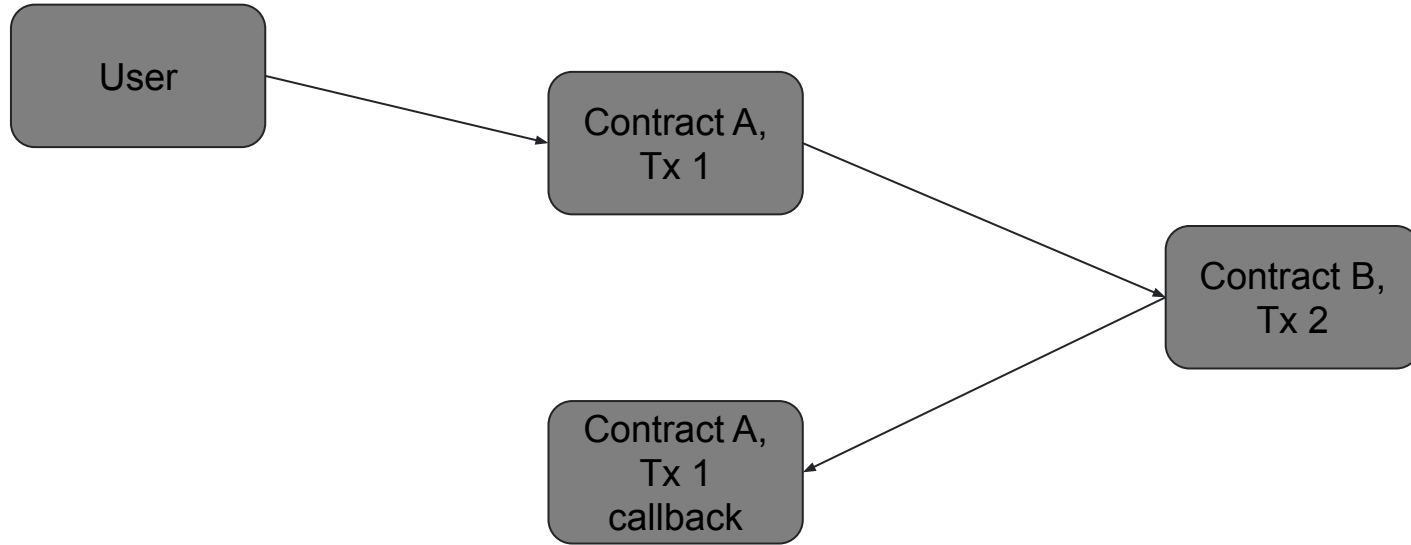 User
Contract A,
Tx 1
Contract B,
Tx 2
Contract A,
Tx 1
callback